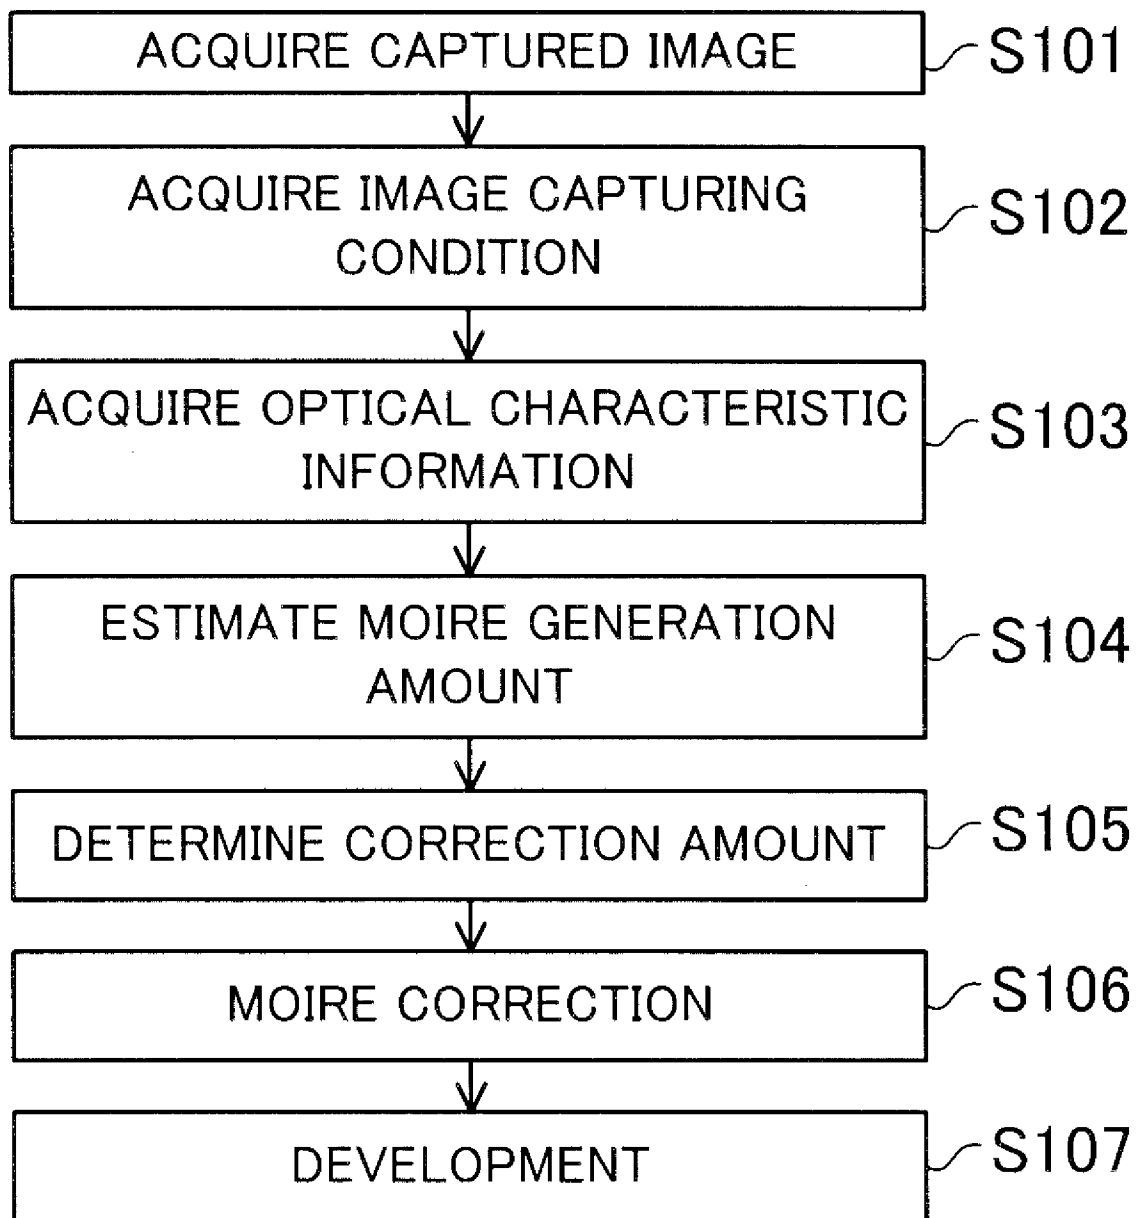 ACQUIRE CAPTURED IMAGE S101
ACQUIRE IMAGE CAPTURING
CONDITION
S102
ACQUIRE OPTICAL CHARACTERISTIC
INFORMATION
S103
ESTIMATE MOIRE GENERATION
AMOUNT
S104
DETERMINE CORRECTION AMOUNT S105
MOIRE CORRECTION S106
DEVELOPMENT S107